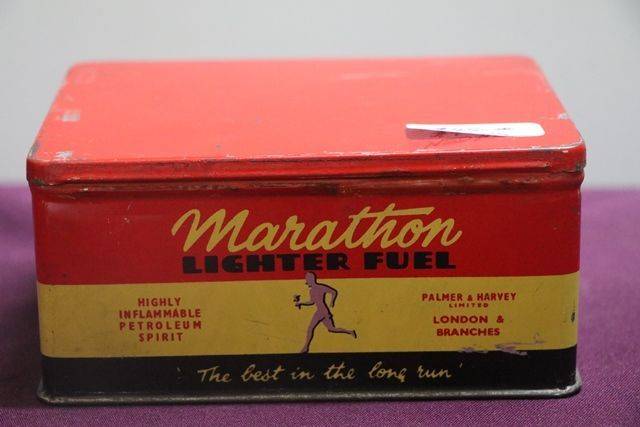 Marathon
LIGHTER FUEL
HIGHLY
INFLAMMABLE
PETROLEUM
SPIRIT
PALMER & HARVEY
LIMITED
LONDON &
BRANCHES
'The best in the long run'